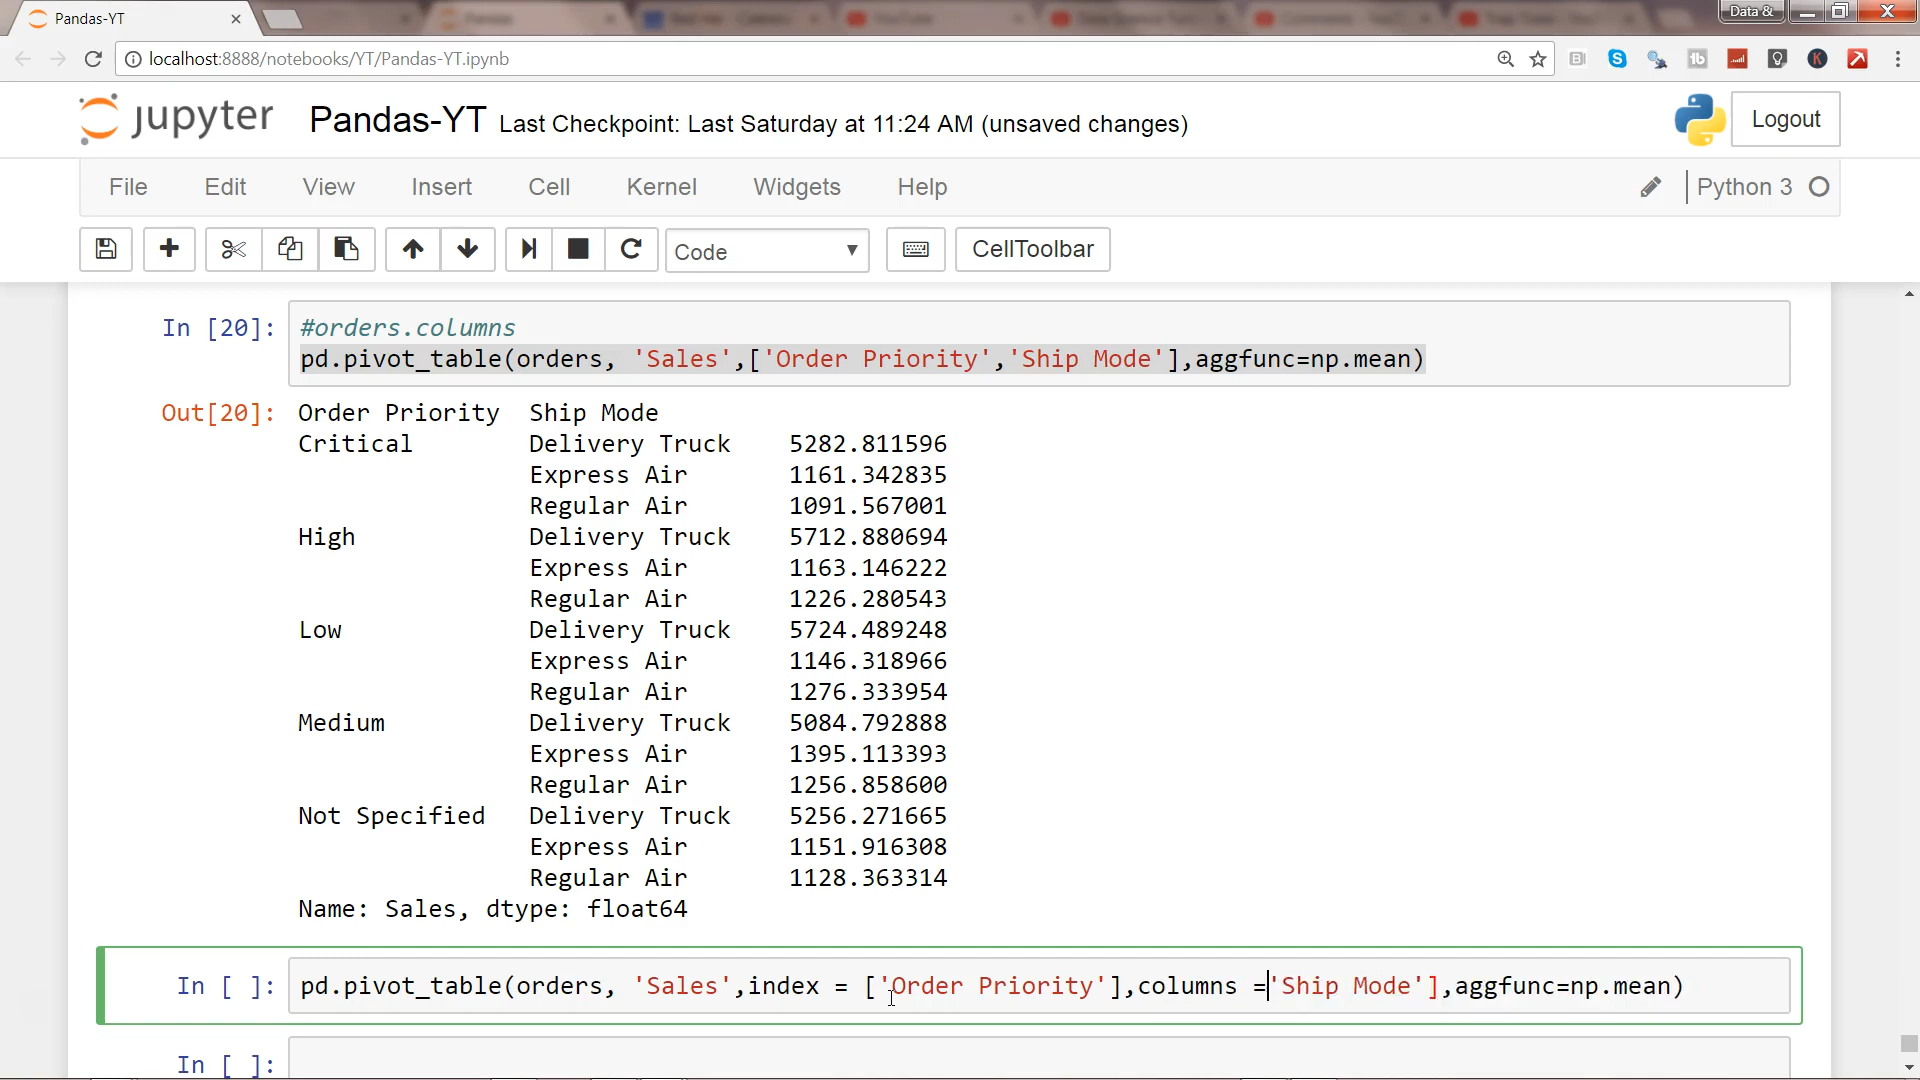 Pandas-YT
Data &
localhost:8888/notebooks/YT/Pandas-YT.ipynb
jupyter Pandas-YT Last Checkpoint: Last Saturday at 11:24 AM (unsaved changes)
Logout
File Edit View Insert Cell Kernel Widgets Help
Python 3
Code
CellToolbar
In [20]: #orders.columns
pd.pivot_table(orders, 'Sales',['Order Priority','Ship Mode'],aggfunc=np.mean)
Out[20]: Order Priority Ship Mode
Critical Delivery Truck 5282.811596
Express Air 1161.342835
Regular Air 1091.567001
High Delivery Truck 5712.880694
Express Air 1163.146222
Regular Air 1226.280543
Low Delivery Truck 5724.489248
Express Air 1146.318966
Regular Air 1276.333954
Medium Delivery Truck 5084.792888
Express Air 1395.113393
Regular Air 1256.858600
Not Specified Delivery Truck 5256.271665
Express Air 1151.916308
Regular Air 1128.363314
Name: Sales, dtype: float64
In [ ]: pd.pivot_table(orders, 'Sales',index = ['Order Priority'],columns ='Ship Mode'],aggfunc=np.mean)
In [ ]: